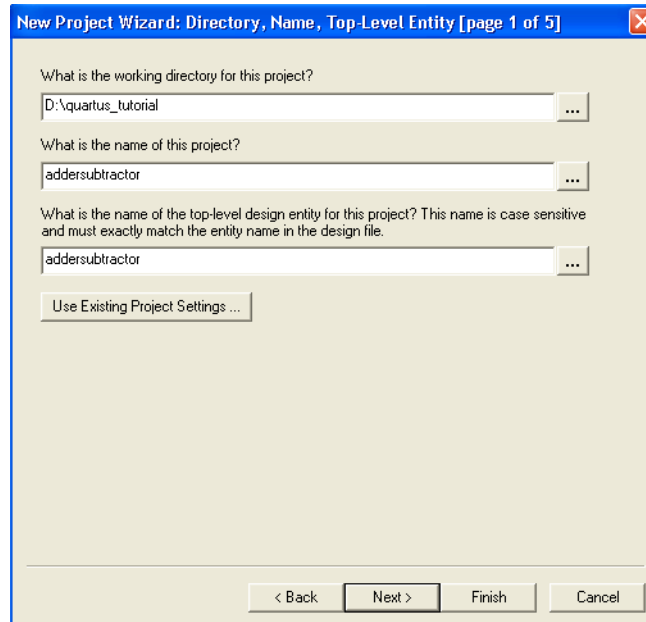 New Project Wizard: Directory, Name, Top-Level Entity [page 1 of 5]
What is the working directory for this project?
D:\quartus_tutorial
...
What is the name of this project?
addersubtractor
...
What is the name of the top-level design entity for this project? This name is case sensitive
and must exactly match the entity name in the design file.
addersubtractor
...
Use Existing Project Settings ...
< Back
Next >
Finish
Cancel